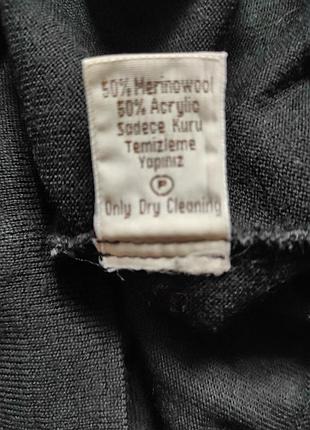 50% Merinowool
50% Acrylic
Sadece Kuru
Temizleme
Yapınız
P
Only Dry Cleaning